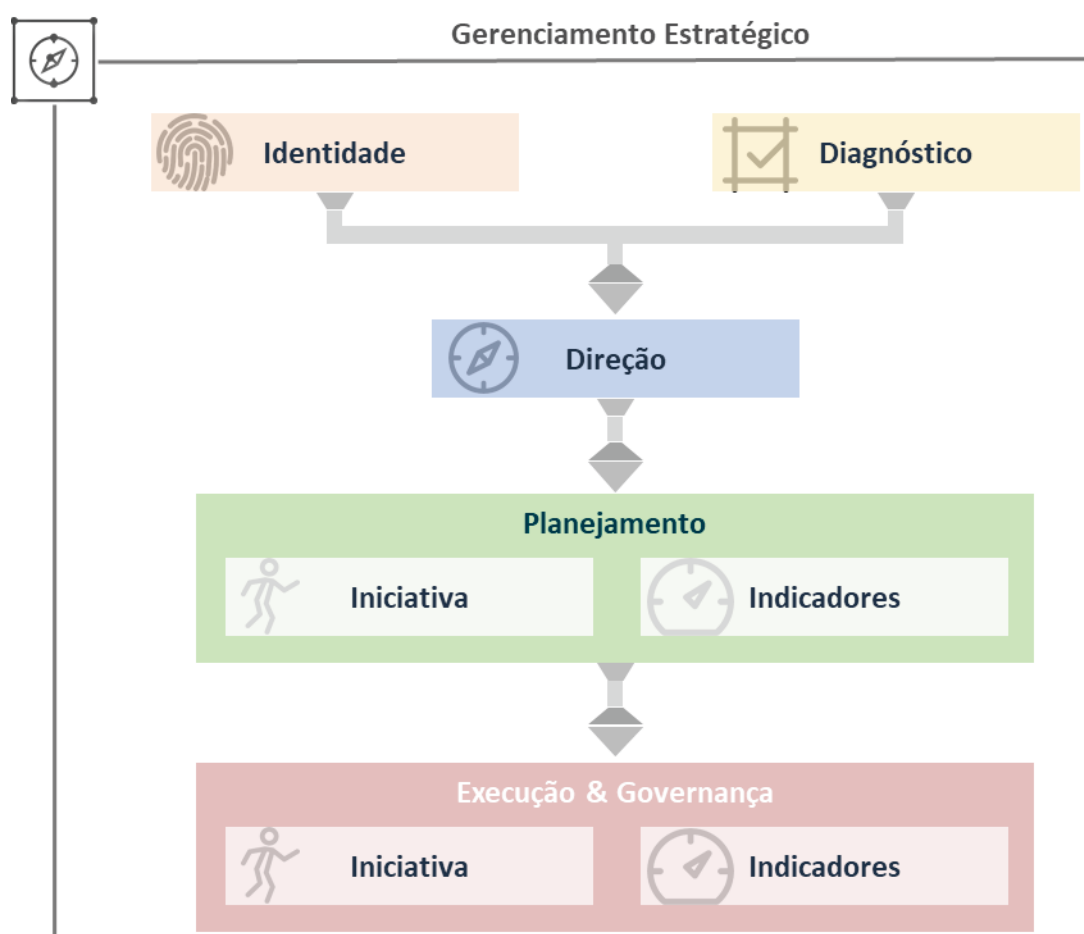 Gerenciamento Estratégico
Identidade
Diagnóstico
Direção
Planejamento
Iniciativa
Indicadores
Execução & Governança
Iniciativa
Indicadores